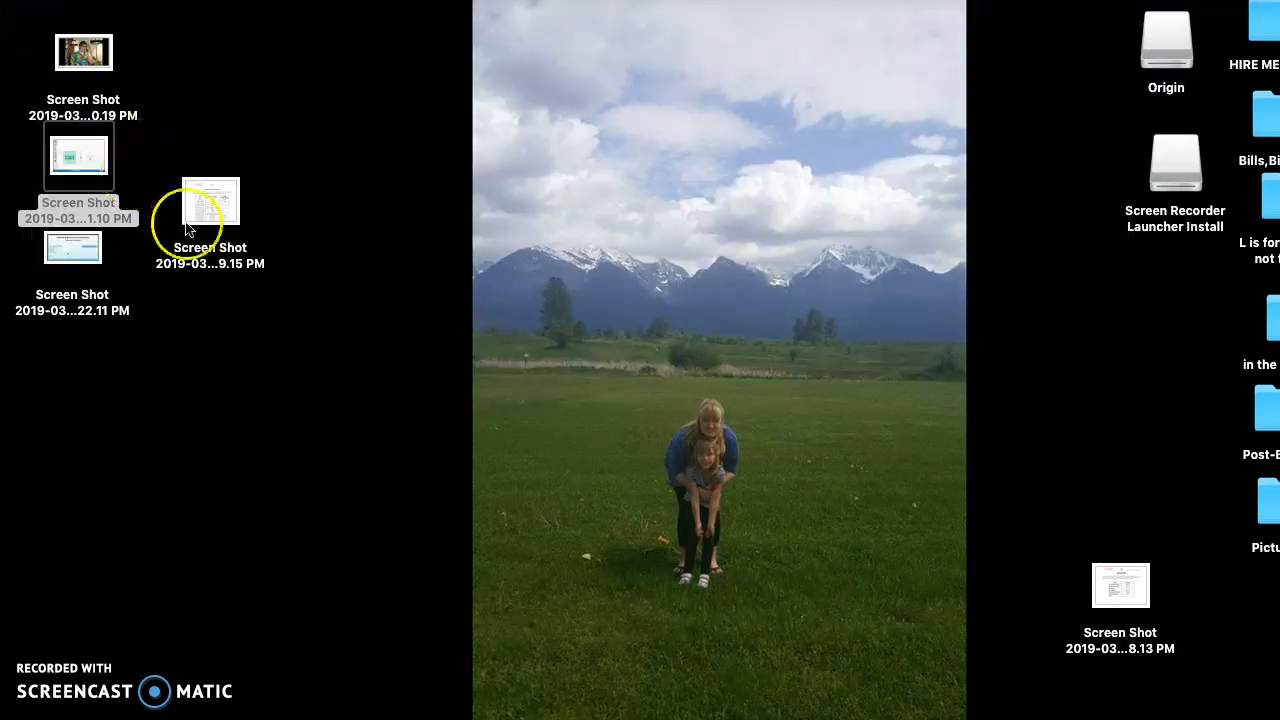 Screen Shot
2019-03...0.19 PM
Screen Shot
2019-03...1.10 PM
Screen Shot
2019-03...9.15 PM
Screen Shot
2019-03...22.11 PM
Origin
Screen Recorder
Launcher Install
HIRE ME
Bills,Bi
L is for
not f
in the
Post-E
Pictu
Screen Shot
2019-03...8.13 PM
RECORDED WITH
SCREENCAST MATIC